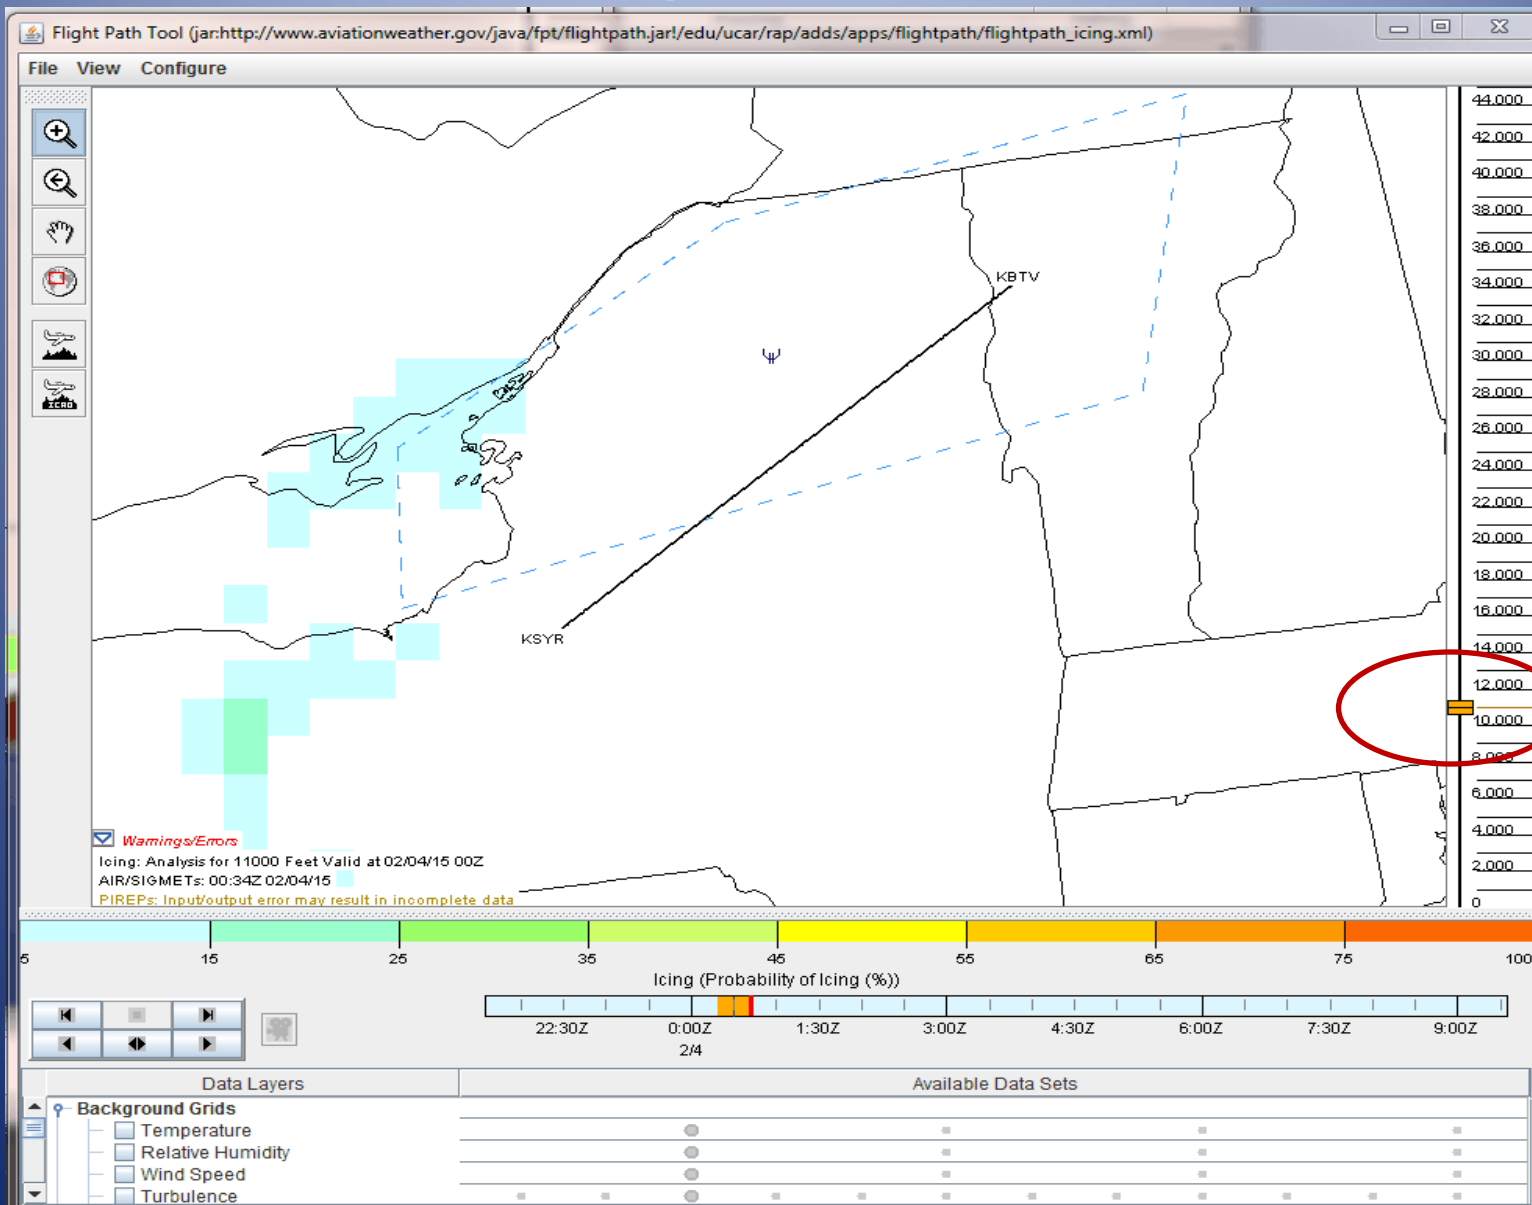 Flight Path Tool (jar:http://www.aviationweather.gov/java/fpt/flightpath.jar!/edu/ucar/rap/adds/apps/flightpath/flightpath_icing.xml)
File View Configure
44.000
42.000
40.000
38.000
36.000
34.000
32.000
30.000
28.000
26.000
24.000
22.000
20.000
18.000
16.000
14.000
12.000
10.000
8.000
6.000
4.000
2.000
0
KBTV
KSYR
ICAO
Warnings/Errors
Icing: Analysis for 11000 Feet Valid at 02/04/15 00Z
AIR/SIGMETs: 00:34Z 02/04/15
PIREPs: Input/output error may result in incomplete data
5 15 25 35 45 55 65 75 100
Icing (Probability of Icing (%))
22:30Z 0:00Z 1:30Z 3:00Z 4:30Z 6:00Z 7:30Z 9:00Z
2/4
Data Layers Available Data Sets
Background Grids
Temperature
Relative Humidity
Wind Speed
Turbulence